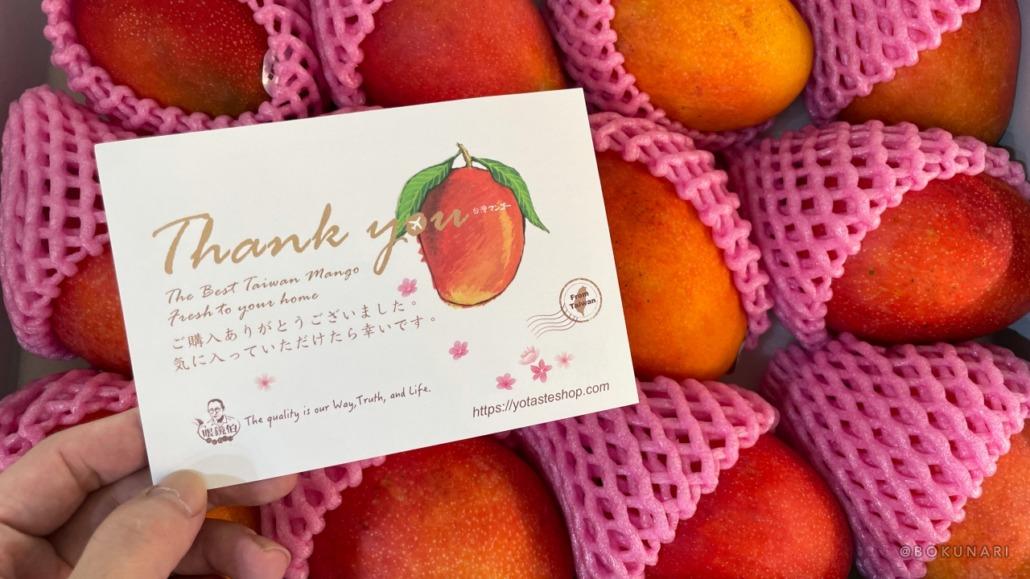 Thank you
台湾マンゴー
The Best Taiwan Mango
Fresh to your home
ご購入ありがとうございました。
気に入っていただけたら幸いです。
From
Taiwan
眼鏡伯
The quality is our Way,Truth, and Life.
https://yotasteshop.com
@BOKUNARI